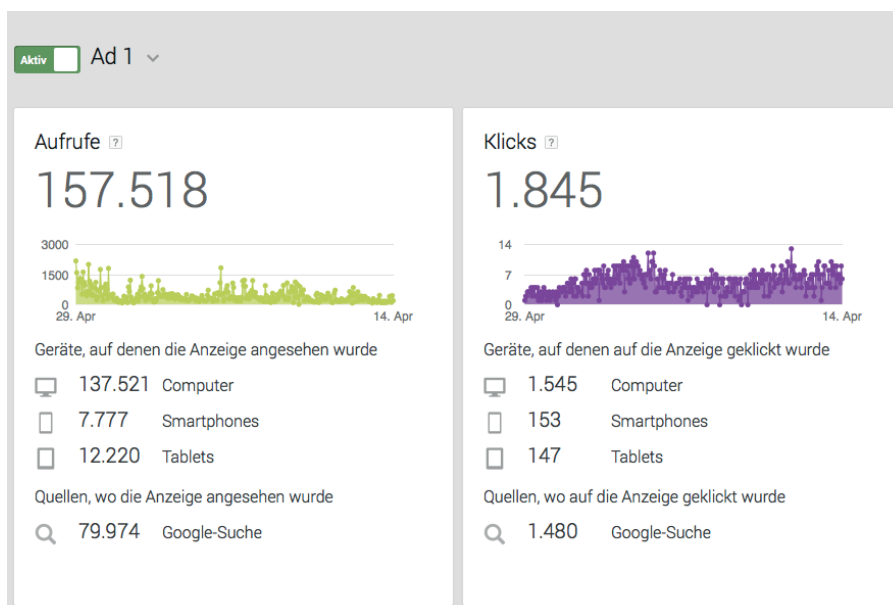 Aktiv Ad 1
Aufrufe ?
157.518
3000
1500
0
29. Apr 14. Apr
Geräte, auf denen die Anzeige angesehen wurde
137.521 Computer
7.777 Smartphones
12.220 Tablets
Quellen, wo die Anzeige angesehen wurde
79.974 Google-Suche
Klicks ?
1.845
14
7
0
29. Apr 14. Apr
Geräte, auf denen auf die Anzeige geklickt wurde
1.545 Computer
153 Smartphones
147 Tablets
Quellen, wo auf die Anzeige geklickt wurde
1.480 Google-Suche